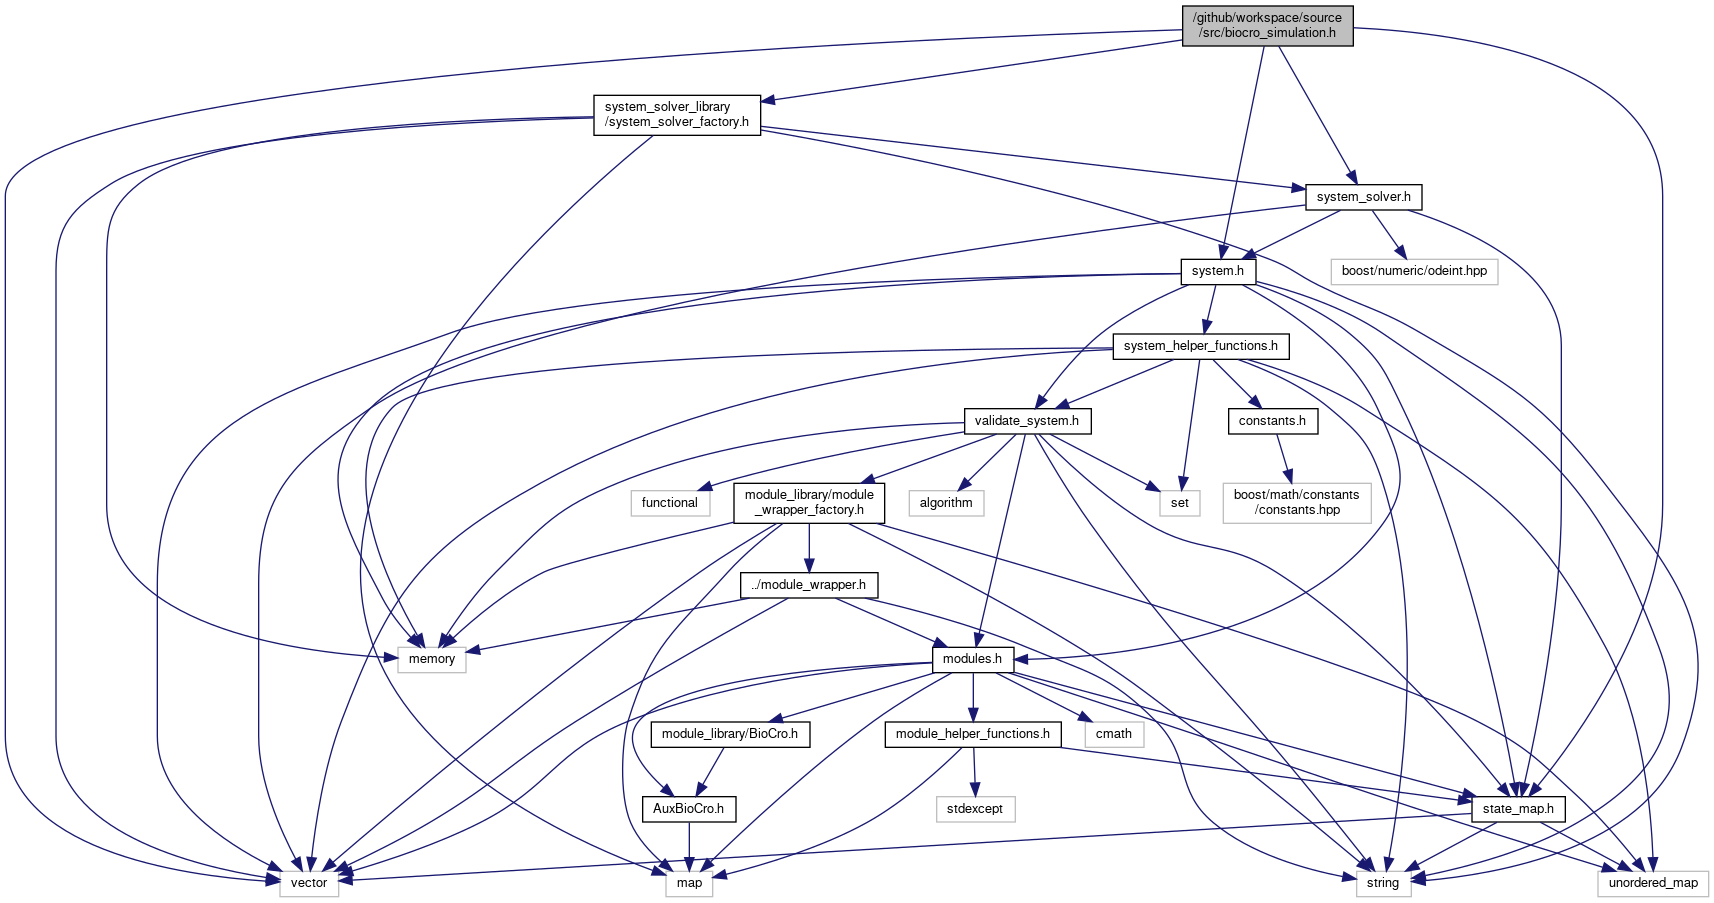 /github/workspace/source
/src/biocro_simulation.h
system_solver_library
/system_solver_factory.h
system_solver.h
system.h
boost/numeric/odeint.hpp
system_helper_functions.h
validate_system.h
constants.h
functional
module_library/module
_wrapper_factory.h
algorithm
set
boost/math/constants
/constants.hpp
../module_wrapper.h
memory
modules.h
module_library/BioCro.h
module_helper_functions.h
cmath
AuxBioCro.h
stdexcept
state_map.h
vector
map
string
unordered_map